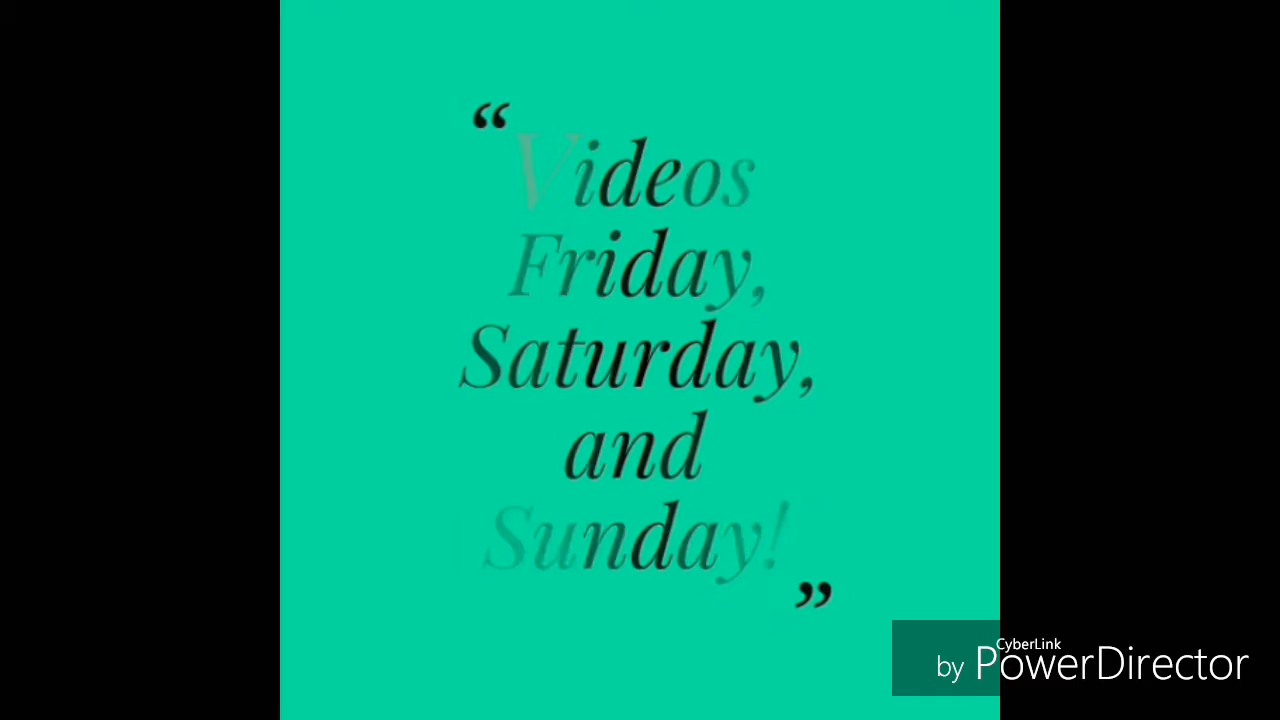 “
Videos
Friday,
Saturday,
and
Sunday!
”
CyberLink
by PowerDirector